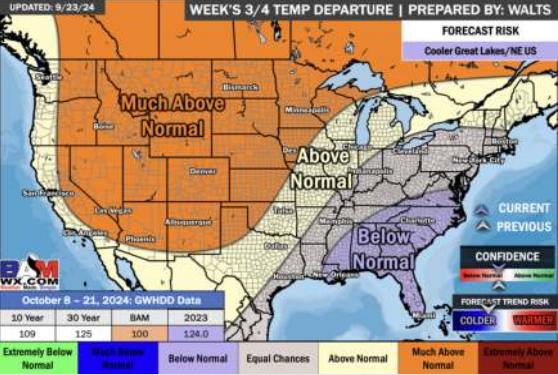 UPDATED: 9/23/24
WEEK'S 3/4 TEMP DEPARTURE | PREPARED BY: WALTS
FORECAST RISK
Cooler Great Lakes/NE US
Seattle
Bismarck
Much Above
Normal
Minneapolis
Boise
Above
Normal
Chicago
Cleveland
Boston
New York City
Des
Indianapolis
Denver
San Francisco
Las Vegas
Albuquerque
Tulsa
Memphis
Charlotte
Los Angeles
Phoenix
Dallas
Below
Normal
Houston
New Orleans
Miami
CURRENT
PREVIOUS
CONFIDENCE
Below Normal
Above Normal
FORECAST TREND RISK
COLDER
WARMER
BAM
WX.COM
October 8 - 21, 2024: GWHDD Data
10 Year 30 Year BAM 2023
109 125 100 124.0
Extremely Below
Normal
Much Below
Normal
Below
Normal
Equal Chances
Above Normal
Much Above
Normal
Extremely Above
Normal